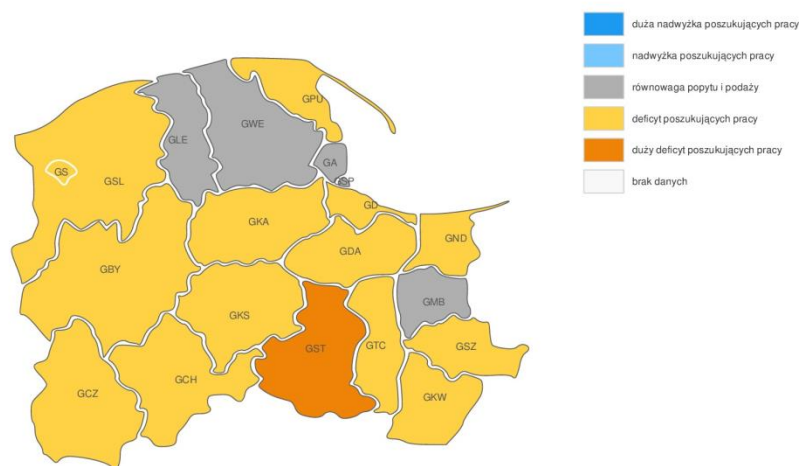 duża nadwyżka poszukujących pracy
nadwyżka poszukujących pracy
równowaga popytu i podaży
deficyt poszukujących pracy
duży deficyt poszukujących pracy
brak danych
GPU
GWE
GLE
GA
GS
GSL
GSP
GD
GKA
GND
GDA
GBY
GMB
GKS
GST
GTC
GSZ
GCH
GCZ
GKW